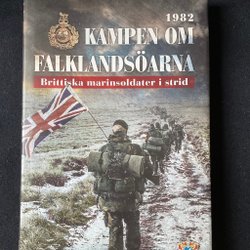 1982
KAMPEN OM
FALKLANDSÖARNA
Brittiska marinsoldater i strid